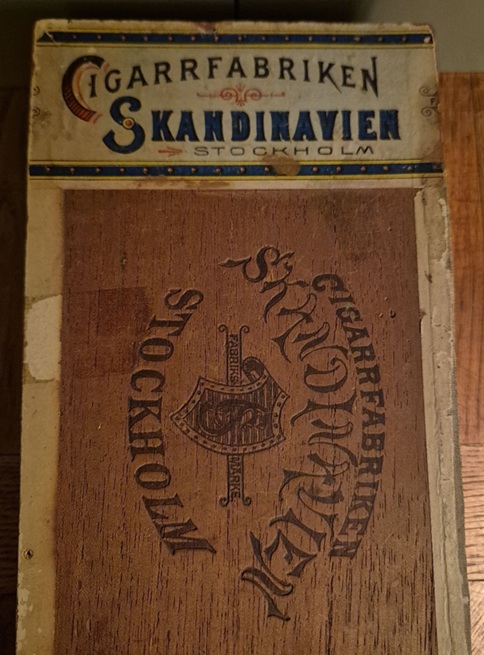 CIGARRFABRIKEN
SKANDINAVIEN
STOCKHOLM
CIGARRFABRIKEN
SKANDINAVIEN
FABRIKS MÄRKE
STOCKHOLM